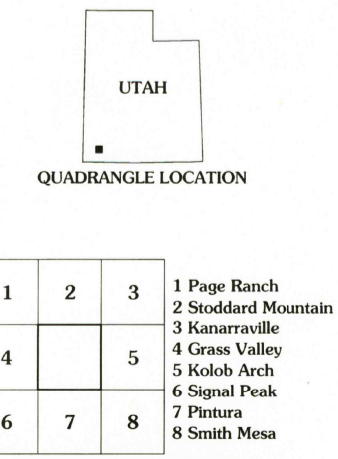 UTAH
QUADRANGLE LOCATION
1 2 3
4 5
6 7 8
1 Page Ranch
2 Stoddard Mountain
3 Kanarraville
4 Grass Valley
5 Kolob Arch
6 Signal Peak
7 Pintura
8 Smith Mesa